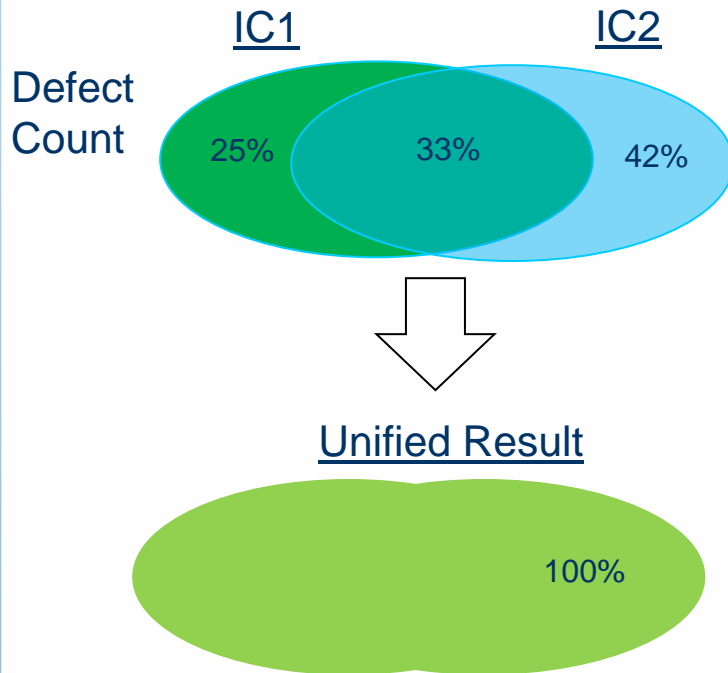 IC1
IC2
Defect
Count
25%
33%
42%
Unified Result
100%